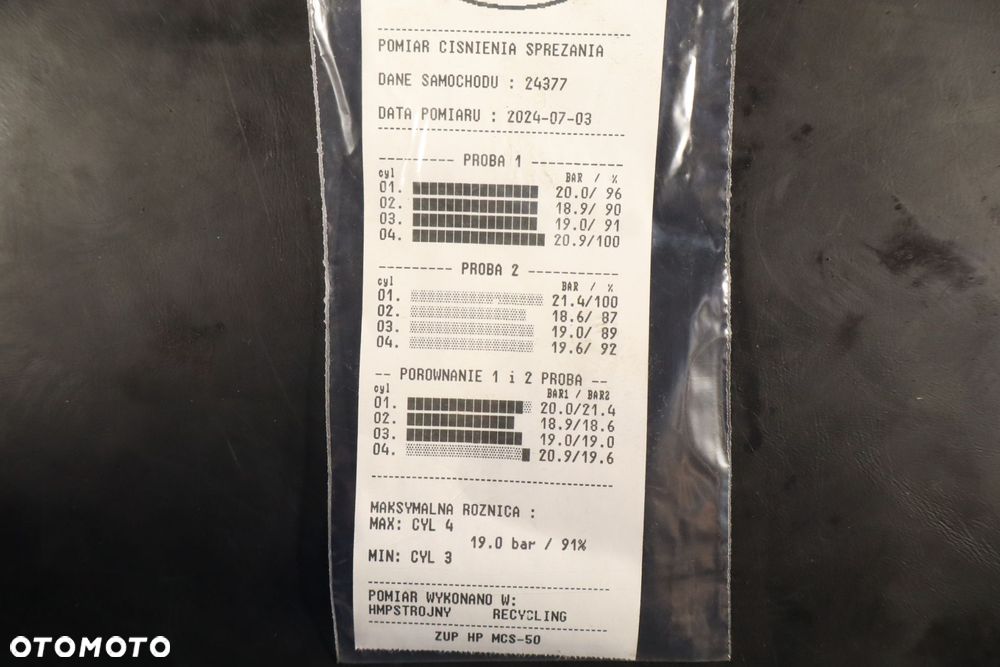 POMIAR CISNIENIA SPREZANIA
DANE SAMOCHODU : 24377
DATA POMIARU : 2024-07-03
--------- PROBA 1 -----------
cyl BAR / %
01. 20.0/ 96
02. 18.9/ 90
03. 19.0/ 91
04. 20.9/100
--------- PROBA 2 -----------
cyl BAR / %
01. 21.4/100
02. 18.6/ 87
03. 19.0/ 89
04. 19.6/ 92
-- POROWNANIE 1 i 2 PROBA --
cyl BAR1 / BAR2
01. 20.0/21.4
02. 18.9/18.6
03. 19.0/19.0
04. 20.9/19.6
MAKSYMALNA ROZNICA :
MAX: CYL 4
19.0 bar / 91%
MIN: CYL 3
POMIAR WYKONANO W:
HMPSTROJNY RECYCLING
ZUP HP MCS-50
OTOMOTO